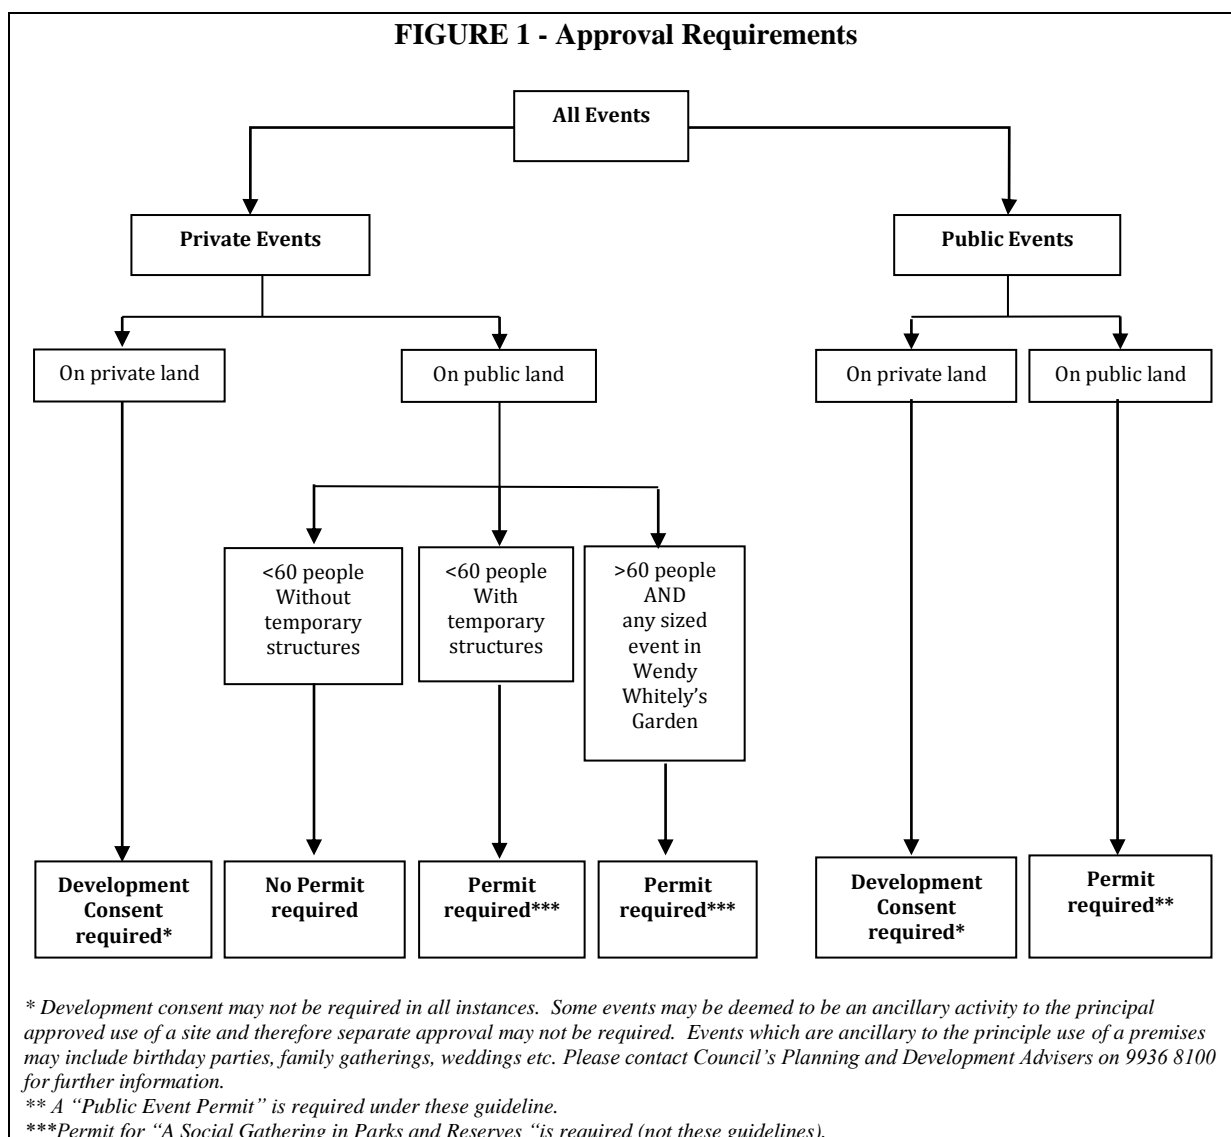 FIGURE 1 - Approval Requirements
All Events
Private Events
Public Events
On private land
On public land
On private land
On public land
<60 people
Without
temporary
structures
<60 people
With
temporary
structures
>60 people
AND
any sized
event in
Wendy
Whitely's
Garden
Development
Consent
required*
No Permit
required
Permit
required***
Permit
required***
Development
Consent
required*
Permit
required**
* Development consent may not be required in all instances.  Some events may be deemed to be an ancillary activity to the principal
approved use of a site and therefore separate approval may not be required.  Events which are ancillary to the principle use of a premises
may include birthday parties, family gatherings, weddings etc. Please contact Council's Planning and Development Advisers on 9936 8100
for further information.
** A “Public Event Permit” is required under these guideline.
***Permit for “A Social Gathering in Parks and Reserves “is required (not these guidelines).